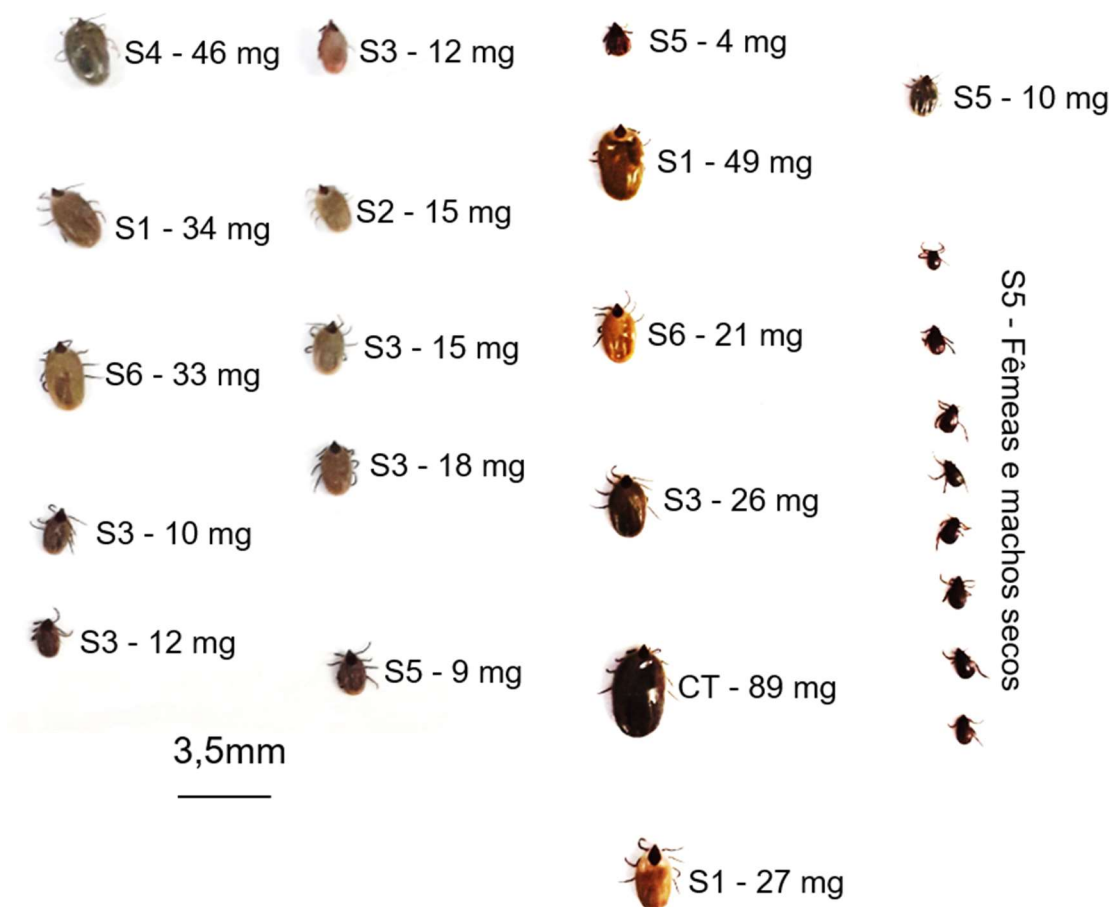 S4 - 46 mg
S1 - 34 mg
S6 - 33 mg
S3 - 10 mg
S3 - 12 mg
3,5mm
S3 - 12 mg
S2 - 15 mg
S3 - 15 mg
S3 - 18 mg
S5 - 9 mg
S5 - 4 mg
S1 - 49 mg
S6 - 21 mg
S3 - 26 mg
CT - 89 mg
S1 - 27 mg
S5 - 10 mg
S5 - Fêmeas e machos secos